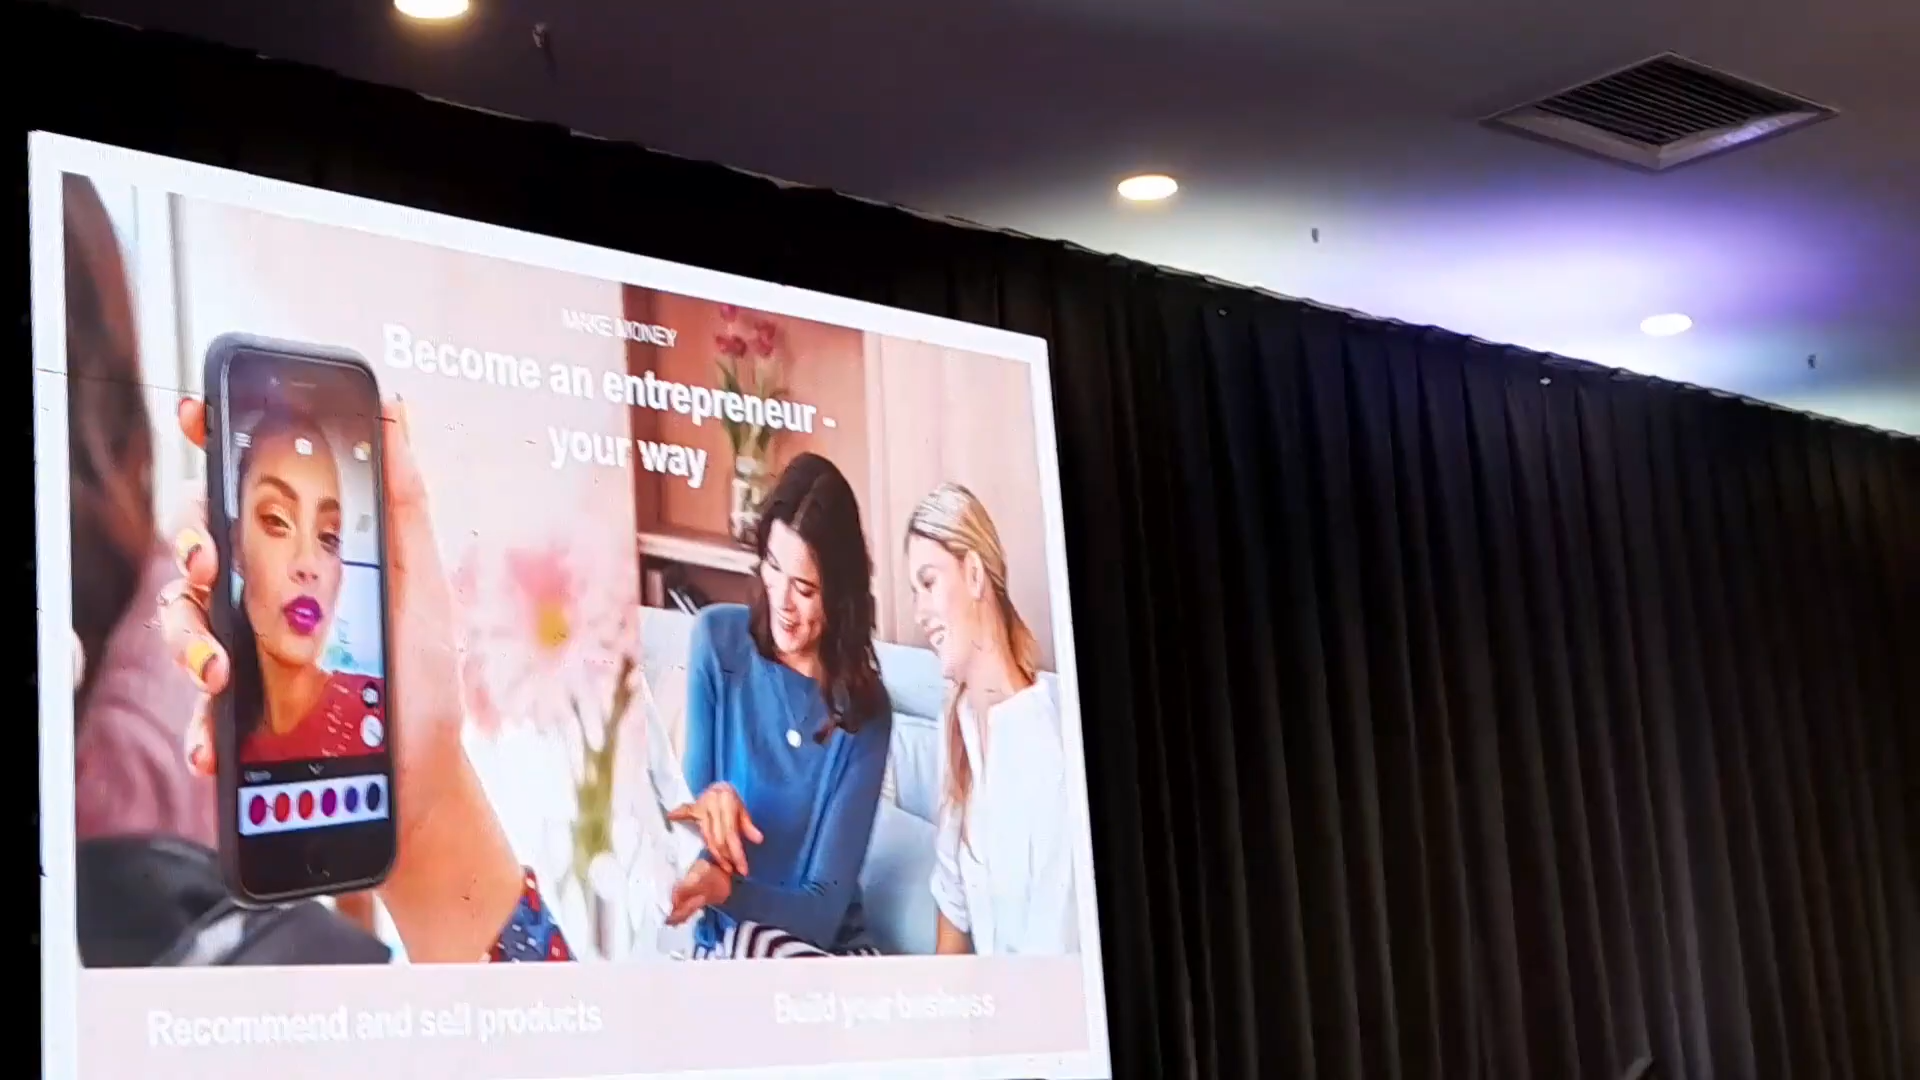 MAKE MONEY
Become an entrepreneur -
your way
Recommend and sell products
Build your business